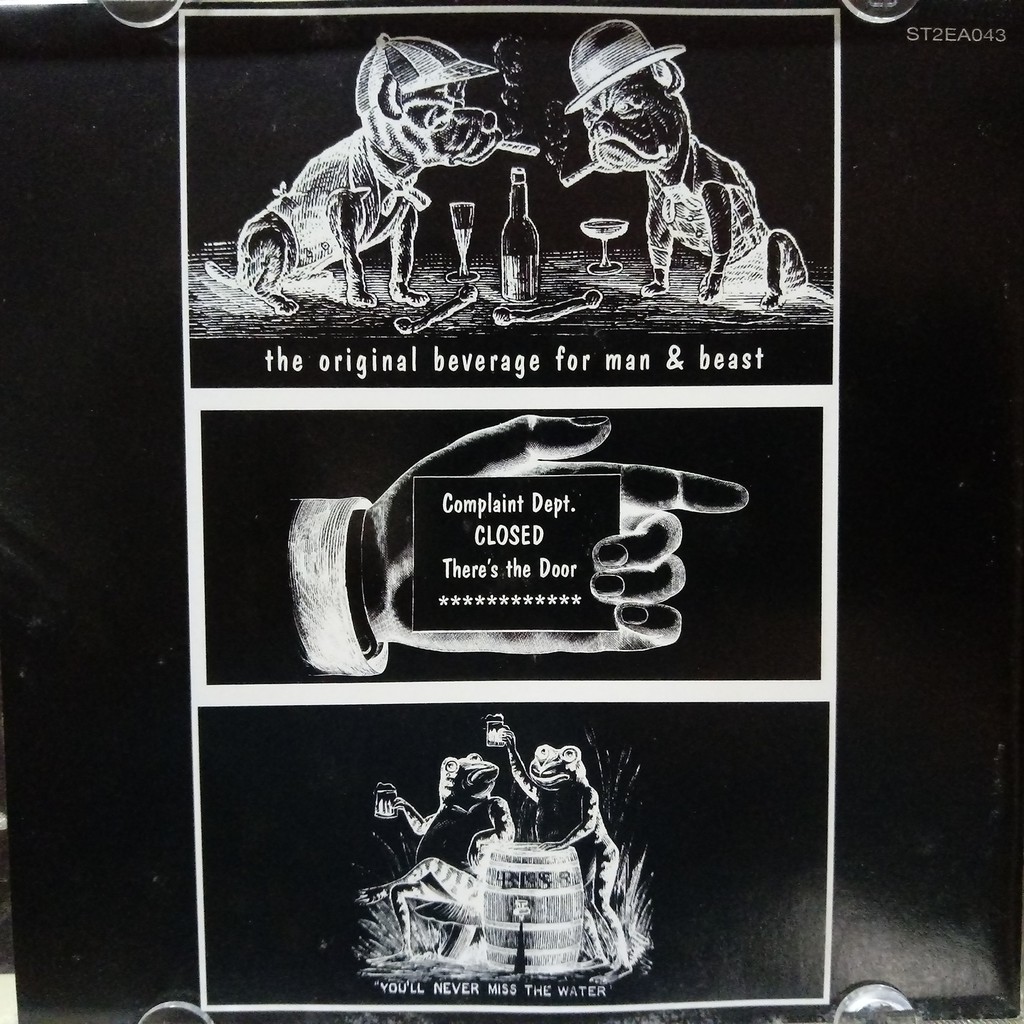 ST2EA043
the original beverage for man & beast
Complaint Dept.
CLOSED
There's the Door
************
BEER
"YOU'LL NEVER MISS THE WATER"